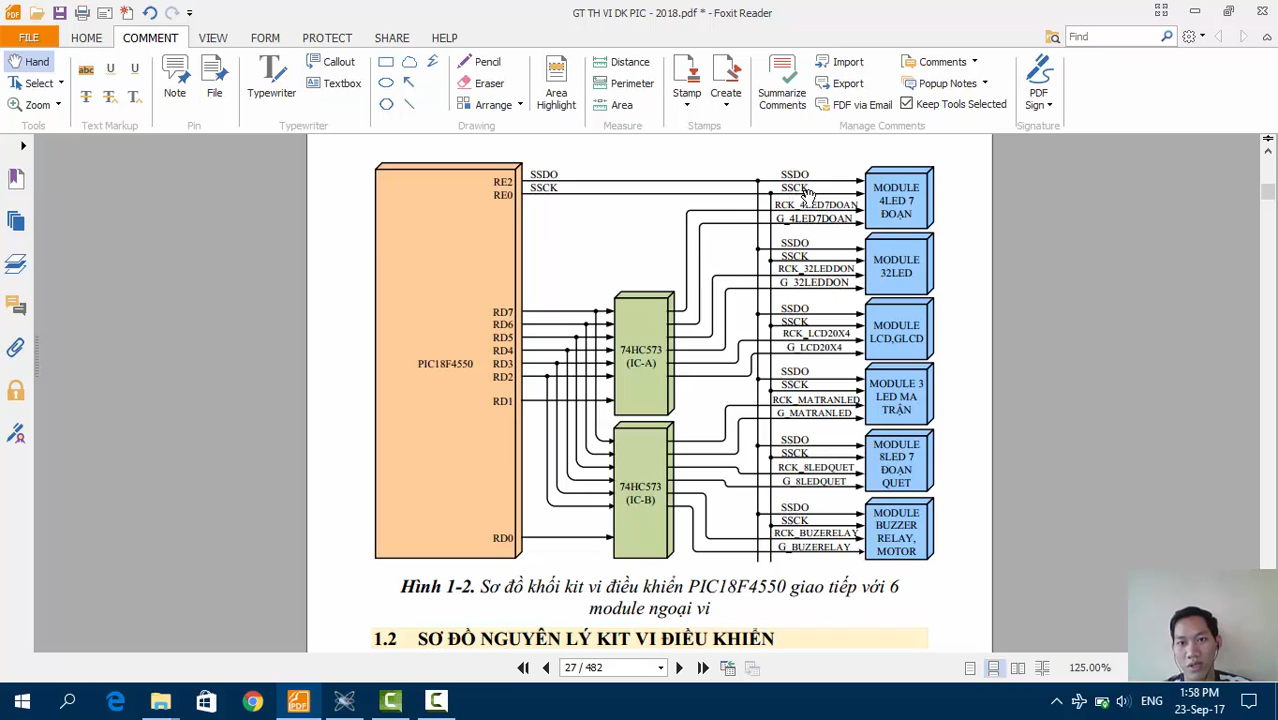 GT TH VI DK PIC - 2018.pdf * - Foxit Reader
FILE
HOME
COMMENT
VIEW
FORM
PROTECT
SHARE
HELP
Find
Hand
Select
Zoom
Tools
abc
U
U
T
T
T
Text Markup
Note
File
Pin
Typewriter
Callout
Textbox
Typewriter
Pencil
Eraser
Arrange
Drawing
Area Highlight
Distance
Perimeter
Area
Measure
Stamp
Create
Stamps
Summarize Comments
Import
Export
FDF via Email
Comments
Popup Notes
Keep Tools Selected
Manage Comments
PDF Sign
Signature
PIC18F4550
RE2
RE0
SSDO
SSCK
RD7
RD6
RD5
RD4
RD3
RD2
RD1
RD0
74HC573
(IC-A)
74HC573
(IC-B)
SSDO
SSCK
RCK_4LED7DOAN
G_4LED7DOAN
MODULE
4LED 7
ĐOẠN
SSDO
SSCK
RCK_32LEDDON
G_32LEDDON
MODULE
32LED
SSDO
SSCK
RCK_LCD20X4
G_LCD20X4
MODULE
LCD,GLCD
SSDO
SSCK
RCK_MATRANLED
G_MATRANLED
MODULE 3
LED MA
TRẬN
SSDO
SSCK
RCK_8LEDQUET
G_8LEDQUET
MODULE
8LED 7
ĐOẠN
QUET
SSDO
SSCK
RCK_BUZERELAY
G_BUZERELAY
MODULE
BUZZER
RELAY,
MOTOR
Hình 1-2. Sơ đồ khối kit vi điều khiển PIC18F4550 giao tiếp với 6
module ngoại vi
1.2 SƠ ĐỒ NGUYÊN LÝ KIT VI ĐIỀU KHIỂN
27 / 482
125.00%
ENG
1:58 PM
23-Sep-17